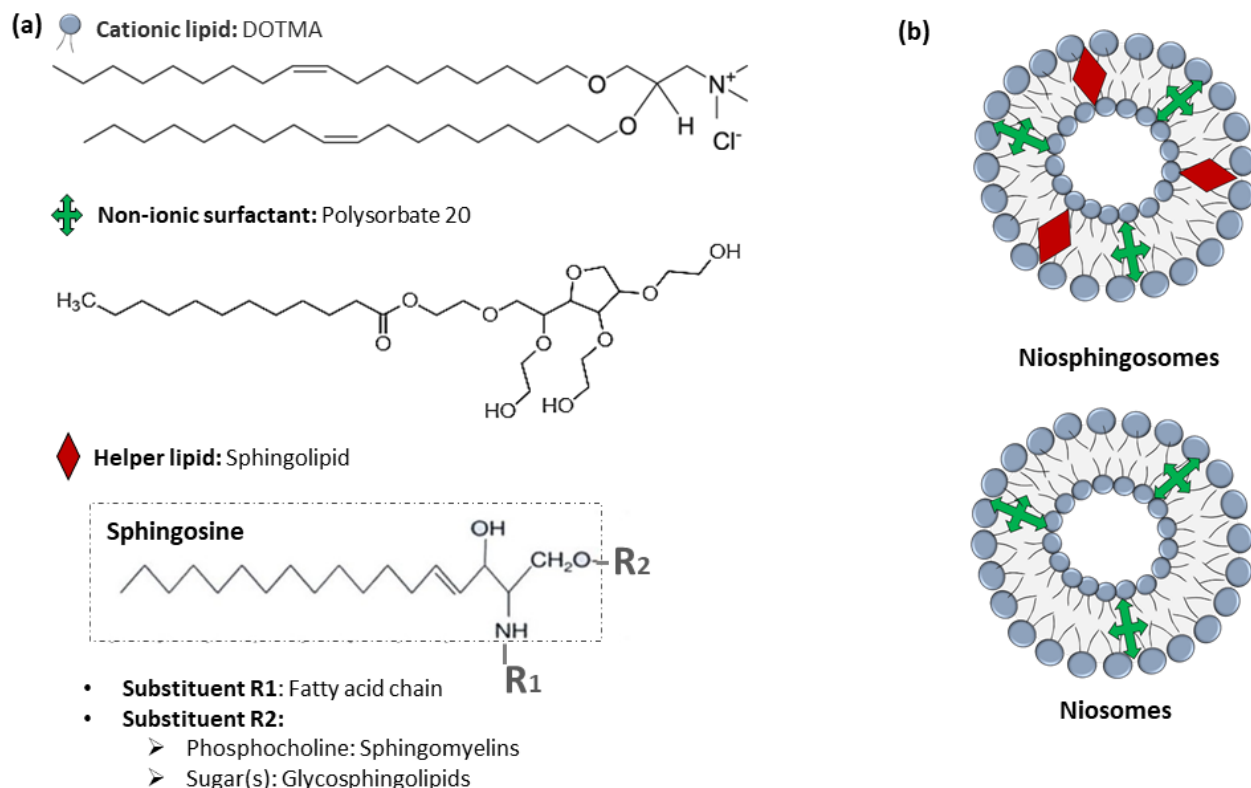 (a)
Cationic lipid: DOTMA
O
N+
O
H
Cl-
Non-ionic surfactant: Polysorbate 20
OH
O
O
H3C
O
O
O
O
O
HO
HO
Helper lipid: Sphingolipid
Sphingosine
OH
CH2O-R2
NH
R1
• Substituent R1: Fatty acid chain
• Substituent R2:
➢ Phosphocholine: Sphingomyelins
➢ Sugar(s): Glycosphingolipids
(b)
Niosphingosomes
Niosomes